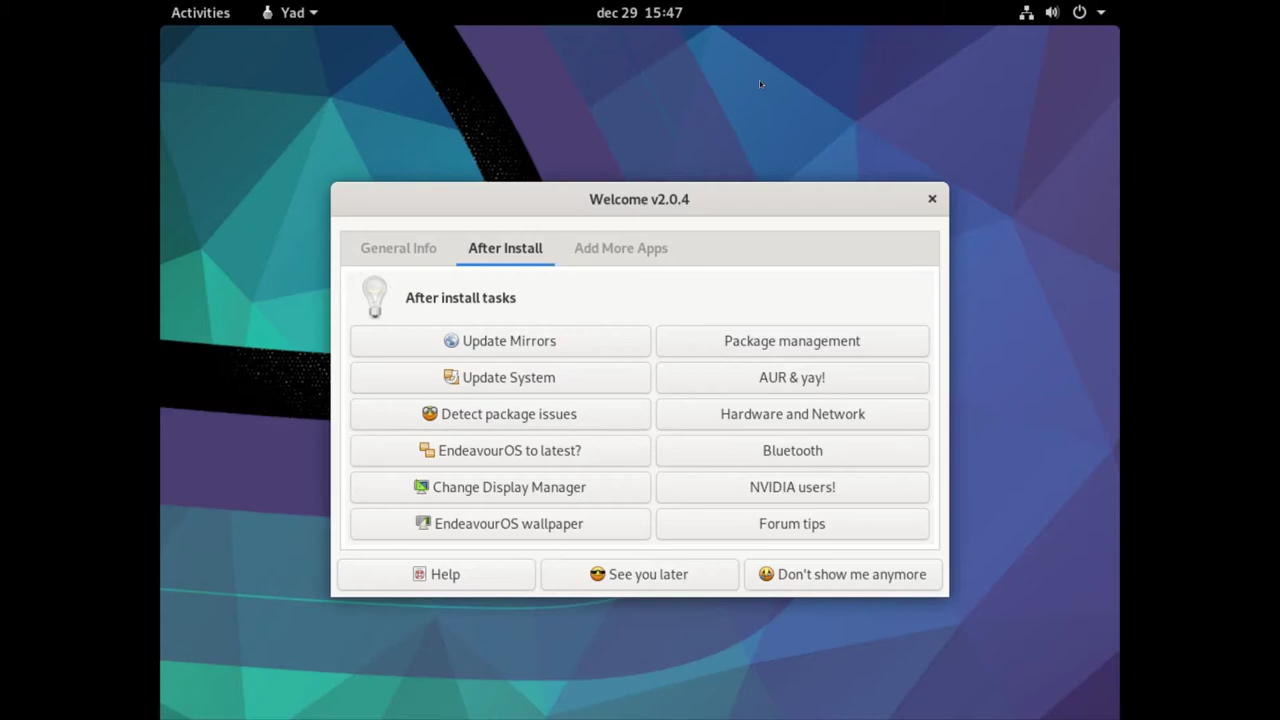 Activities Yad dec 29 15:47
Welcome v2.0.4
General Info After Install Add More Apps
After install tasks
Update Mirrors Package management
Update System AUR & yay!
Detect package issues Hardware and Network
EndeavourOS to latest? Bluetooth
Change Display Manager NVIDIA users!
EndeavourOS wallpaper Forum tips
Help See you later Don't show me anymore